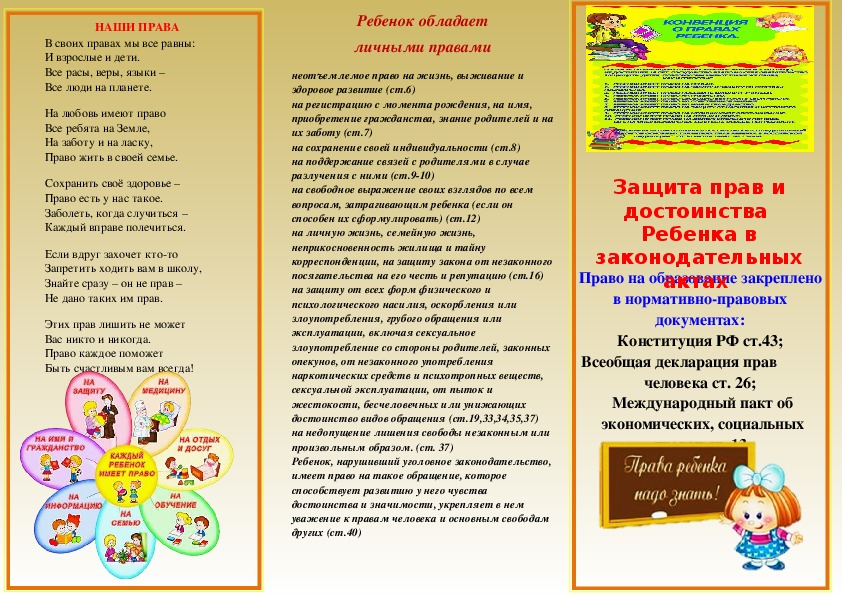 НАШИ ПРАВА
В своих правах мы все равны:
И взрослые и дети.
Все расы, веры, языки –
Все люди на планете.
На любовь имеют право
Все ребята на Земле,
На заботу и на ласку,
Право жить в своей семье.
Сохранить своё здоровье –
Право есть у нас такое.
Заболеть, когда случиться –
Каждый вправе полечиться.
Если вдруг захочет кто-то
Запретить ходить вам в школу,
Знайте сразу – он не прав –
Не дано таких им прав.
Этих прав лишить не может
Вас никто и никогда.
Право каждое поможет
Быть счастливым вам всегда!
НА
ЗАЩИТУ
НА
МЕДИЦИНУ
НА ИМЯ И
ГРАЖДАНСТВО
НА ОТДЫХ
И ДОСУГ
КАЖДЫЙ
РЕБЕНОК
ИМЕЕТ ПРАВО
НА
ИНФОРМАЦИЮ
НА
ОБУЧЕНИЕ
НА
СЕМЬЮ
Ребенок обладает
личными правами
неотъемлемое право на жизнь, выживание и
здоровое развитие (ст.6)
на регистрацию с момента рождения, на имя,
приобретение гражданства, знание родителей и на
их заботу (ст.7)
на сохранение своей индивидуальности (ст.8)
на поддержание связей с родителями в случае
разлучения с ними (ст.9-10)
на свободное выражение своих взглядов по всем
вопросам, затрагивающим ребенка (если он
способен их сформулировать) (ст.12)
на личную жизнь, семейную жизнь,
неприкосновенность жилища и тайну
корреспонденции, на защиту закона от незаконного
посягательства на его честь и репутацию (ст.16)
на защиту от всех форм физического и
психологического насилия, оскорбления или
злоупотребления, грубого обращения или
эксплуатации, включая сексуальное
злоупотребление со стороны родителей, законных
опекунов, от незаконного употребления
наркотических средств и психотропных веществ,
сексуальной эксплуатации, от пыток и
жестокости, бесчеловечных или унижающих
достоинство видов обращения (ст.19,33,34,35,37)
на недопущение лишения свободы незаконным или
произвольным образом. (ст. 37)
Ребенок, нарушивший уголовное законодательство,
имеет право на такое обращение, которое
способствует развитию у него чувства
достоинства и значимости, укрепляет в нем
уважение к правам человека и основным свободам
других (ст.40)
КОНВЕНЦИЯ
О ПРАВАХ
РЕБЕНКА.
Защита прав и
достоинства
Ребенка в
законодательных
актах
Право на образование закреплено
в нормативно-правовых
документах:
Конституция РФ ст.43;
Всеобщая декларация прав
человека ст. 26;
Международный пакт об
экономических, социальных
Права ребенка
надо знать!